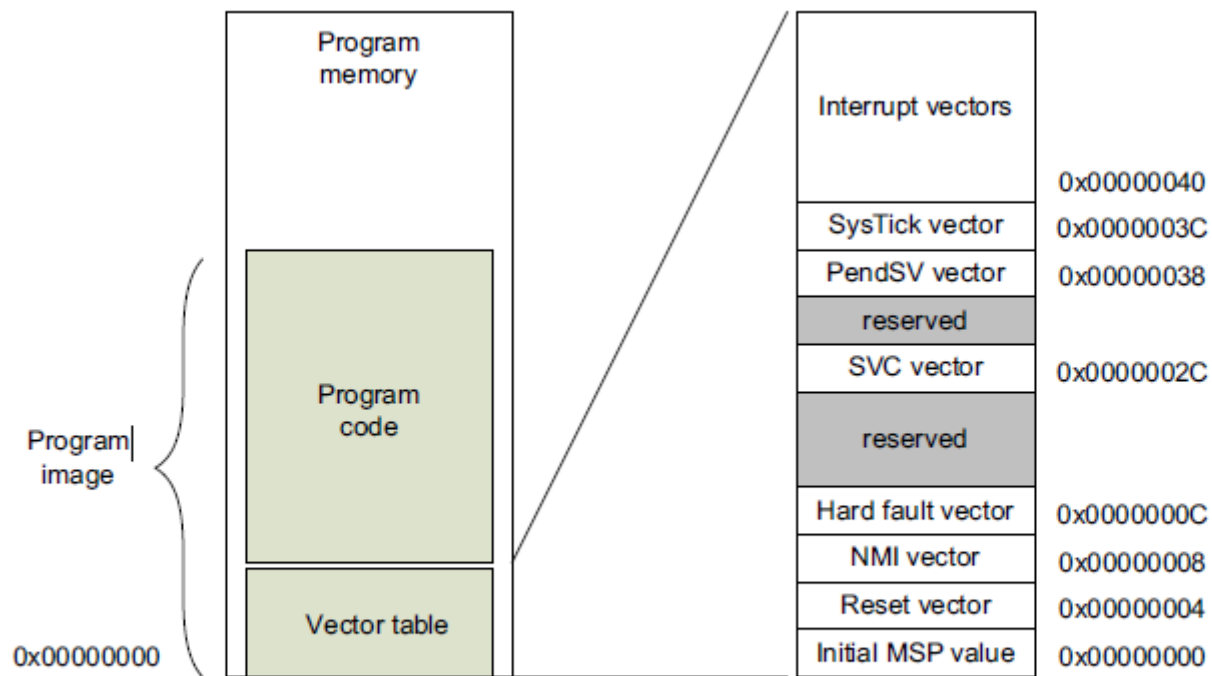 Program
memory
Program
code
Program
image
Vector table
0x00000000
Interrupt vectors
0x00000040
SysTick vector
0x0000003C
PendSV vector
0x00000038
reserved
SVC vector
0x0000002C
reserved
Hard fault vector
0x0000000C
NMI vector
0x00000008
Reset vector
0x00000004
Initial MSP value
0x00000000